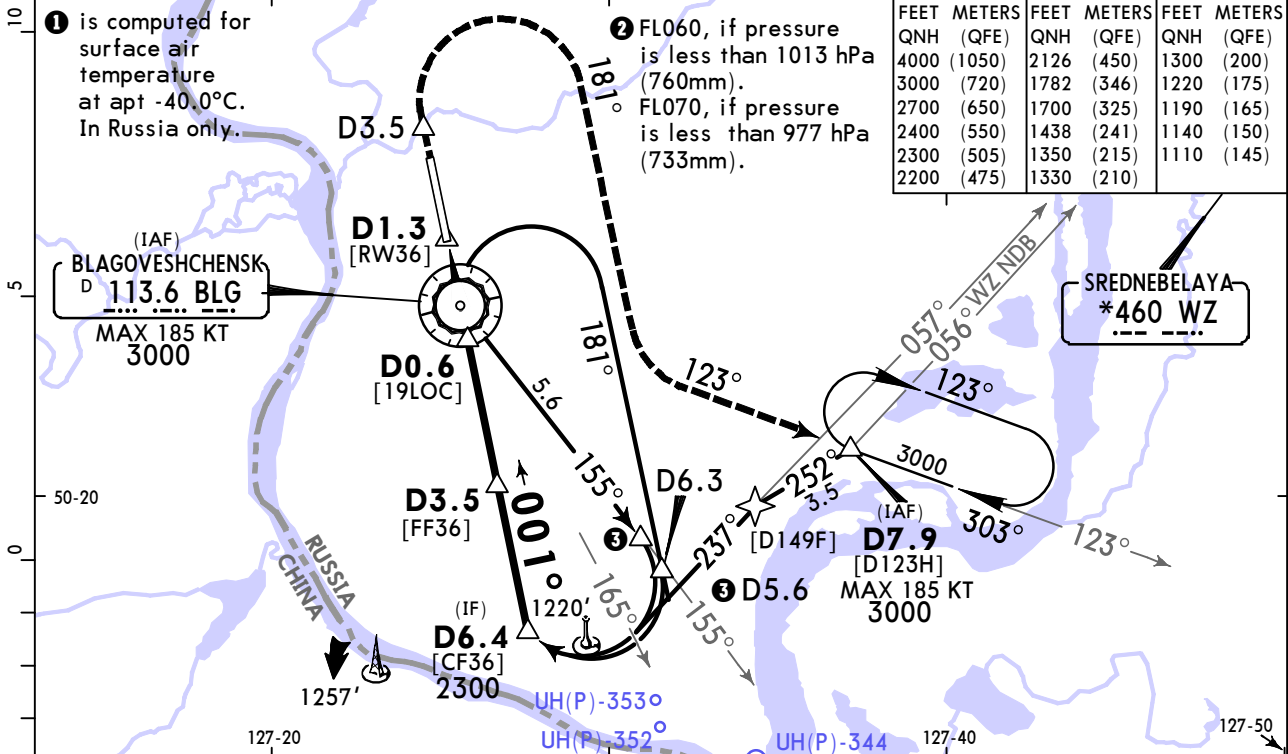 ❶ is computed for
surface air
temperature
at apt -40.0°C.
In Russia only.
❷ FL060, if pressure
is less than 1013 hPa
(760mm).
FL070, if pressure
is less than 977 hPa
(733mm).
FEET METERS FEET METERS FEET METERS
QNH (QFE) QNH (QFE) QNH (QFE)
4000 (1050) 2126 (450) 1300 (200)
3000 (720) 1782 (346) 1220 (175)
2700 (650) 1700 (325) 1190 (165)
2400 (550) 1438 (241) 1140 (150)
2300 (505) 1350 (215) 1110 (145)
2200 (475) 1330 (210)
10
5
0
181°
D3.5
D1.3
[RW36]
(IAF)
BLAGOVESHCHENSK
D 113.6 BLG
MAX 185 KT
3000
D0.6
[19LOC]
5.6
155°
181°
123°
057°
056° WZ NDB
SREDNEBELAYA
*460 WZ
123°
3000
303°
123°
252°
3.5
237°
[D149F]
(IAF)
D7.9
[D123H]
MAX 185 KT
3000
50-20
D3.5
[FF36]
001°
D6.3
❸
❸ D5.6
165°
155°
RUSSIA
CHINA
(IF)
D6.4
[CF36]
2300
1220'
1257'
UH(P)-353
UH(P)-352
UH(P)-344
127-20
127-40
127-50